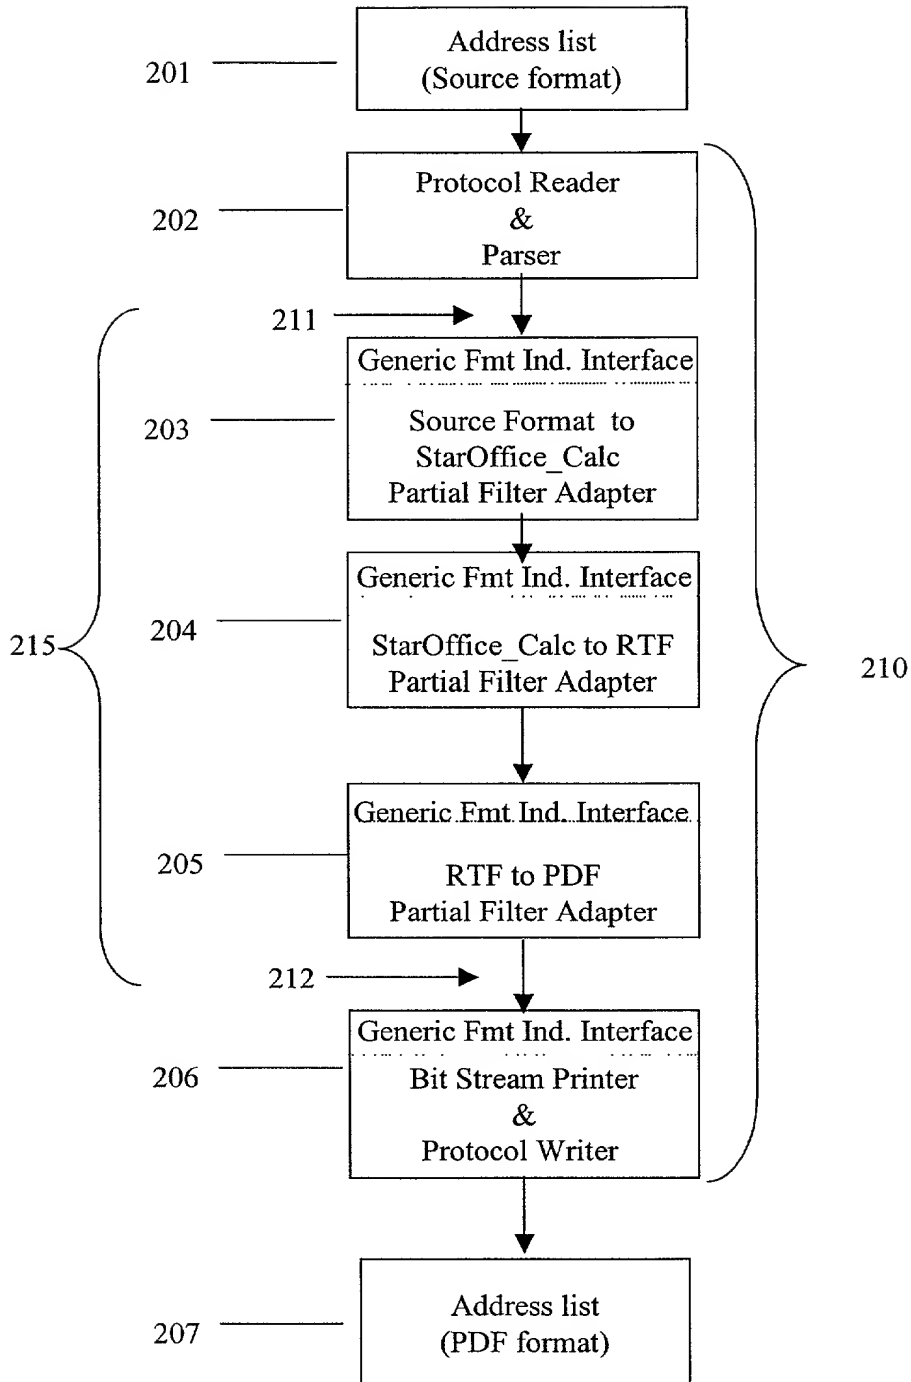 Address list
201
(Source format)
Protocol Reader
202
&
Parser
211
Generic Fmt Ind. Interface
203
Source Format to
StarOffice_Calc
Partial Filter Adapter
Generic Fmt Ind. Interface
204
215
StarOffice_Calc to RTF
210
Partial Filter Adapter
Generic Fmt Ind. Interface
205
RTF to PDF
Partial Filter Adapter
212
Generic Fmt Ind. Interface
206
Bit Stream Printer
&
Protocol Writer
Address list
207
(PDF format)